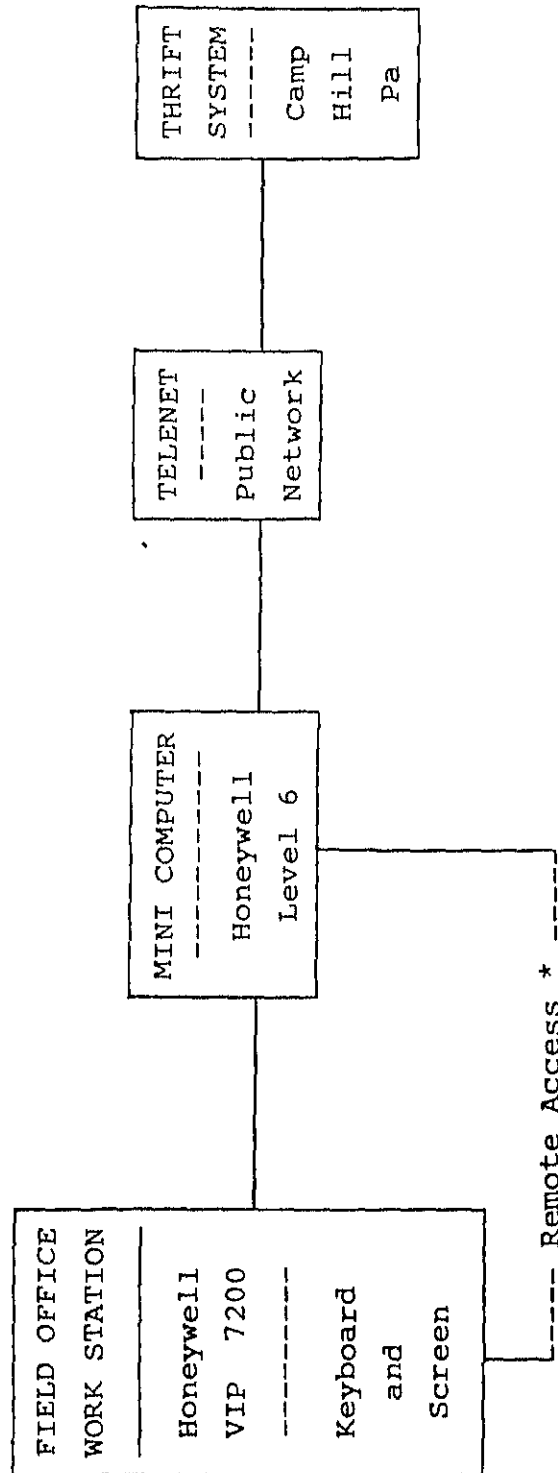 FIELD OFFICE
WORK STATION
Honeywell
VIP 7200
---------
Keyboard
and
Screen
MINI COMPUTER
-------------
Honeywell
Level 6
TELENET
-----
Public
Network
THRIFT
SYSTEM
------
Camp
Hill
Pa
----- Remote Access * -----